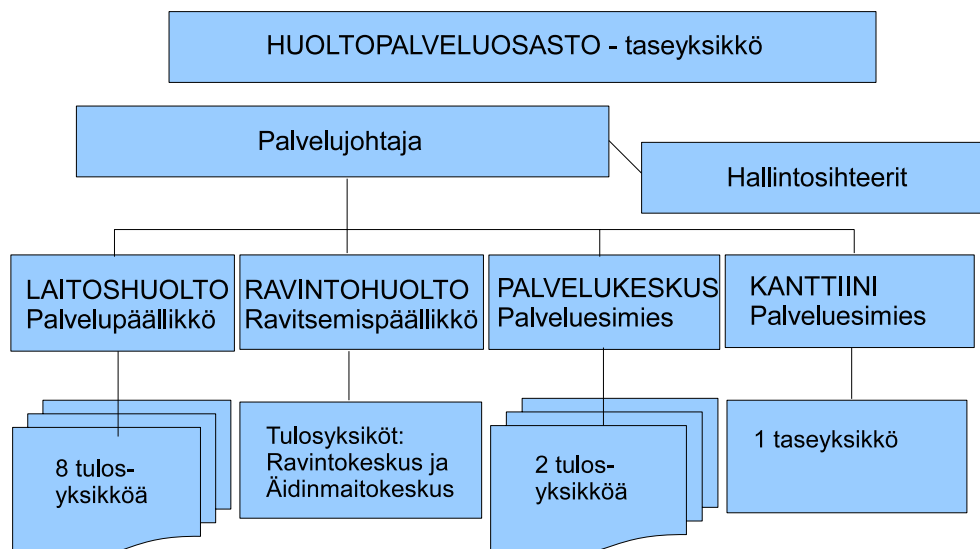 HUOLTOPALVELUOSASTO - taseyksikkö
Palvelujohtaja
Hallintosihteerit
LAITOSHUOLTO
Palvelupäällikkö
RAVINTOHUOLTO
Ravitsemispäällikkö
PALVELUKESKUS
Palveluesimies
KANTTIINI
Palveluesimies
8 tulos-
yksikköä
Tulosyksiköt:
Ravintokeskus ja
Äidinmaitokeskus
2 tulos-
yksikköä
1 taseyksikkö